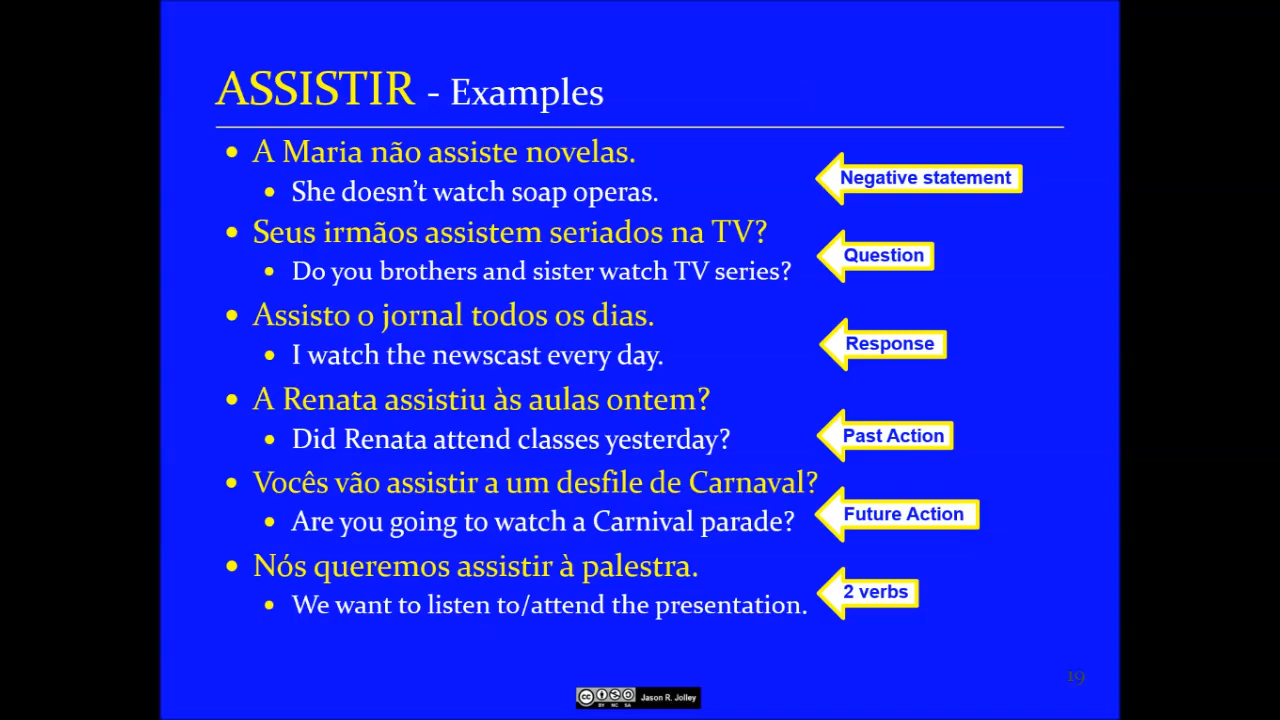 ASSISTIR - Examples
• A Maria não assiste novelas.
• She doesn't watch soap operas.
Negative statement
• Seus irmãos assistem seriados na TV?
• Do you brothers and sister watch TV series?
Question
• Assisto o jornal todos os dias.
• I watch the newscast every day.
Response
• A Renata assistiu às aulas ontem?
• Did Renata attend classes yesterday?
Past Action
• Vocês vão assistir a um desfile de Carnaval?
• Are you going to watch a Carnival parade?
Future Action
• Nós queremos assistir à palestra.
• We want to listen to/attend the presentation.
2 verbs
19
cc BY NC SA Jason R. Jolley